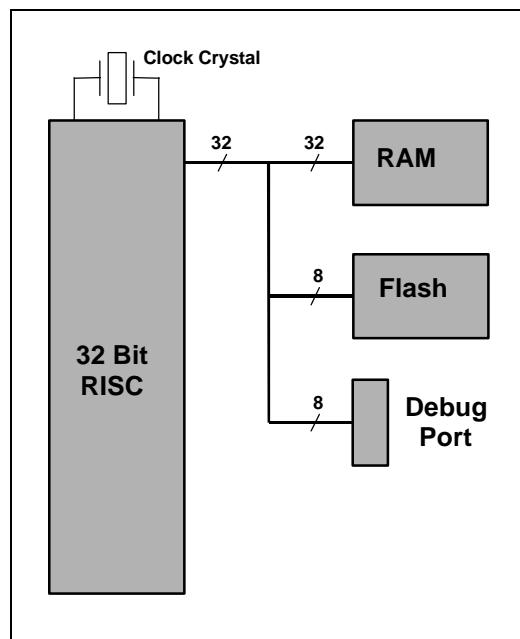 Clock Crystal
32
32
RAM
8
Flash
32 Bit
RISC
8
Debug
Port